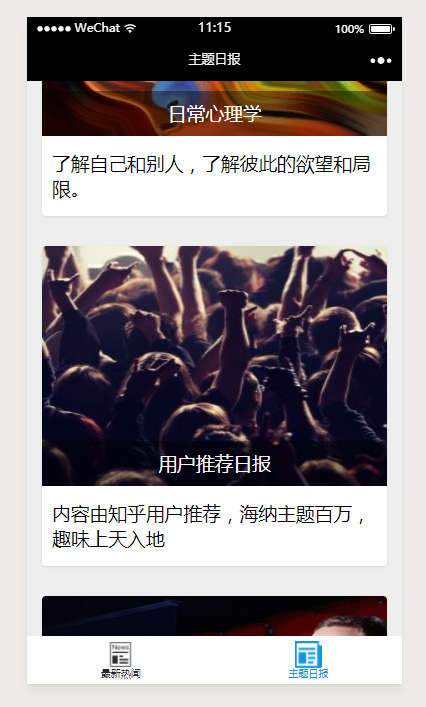 WeChat 11:15 100%
主题日报
日常心理学
了解自己和别人，了解彼此的欲望和局
限。
用户推荐日报
内容由知乎用户推荐，海纳主题百万，
趣味上天入地
News
最新热闻 主题日报